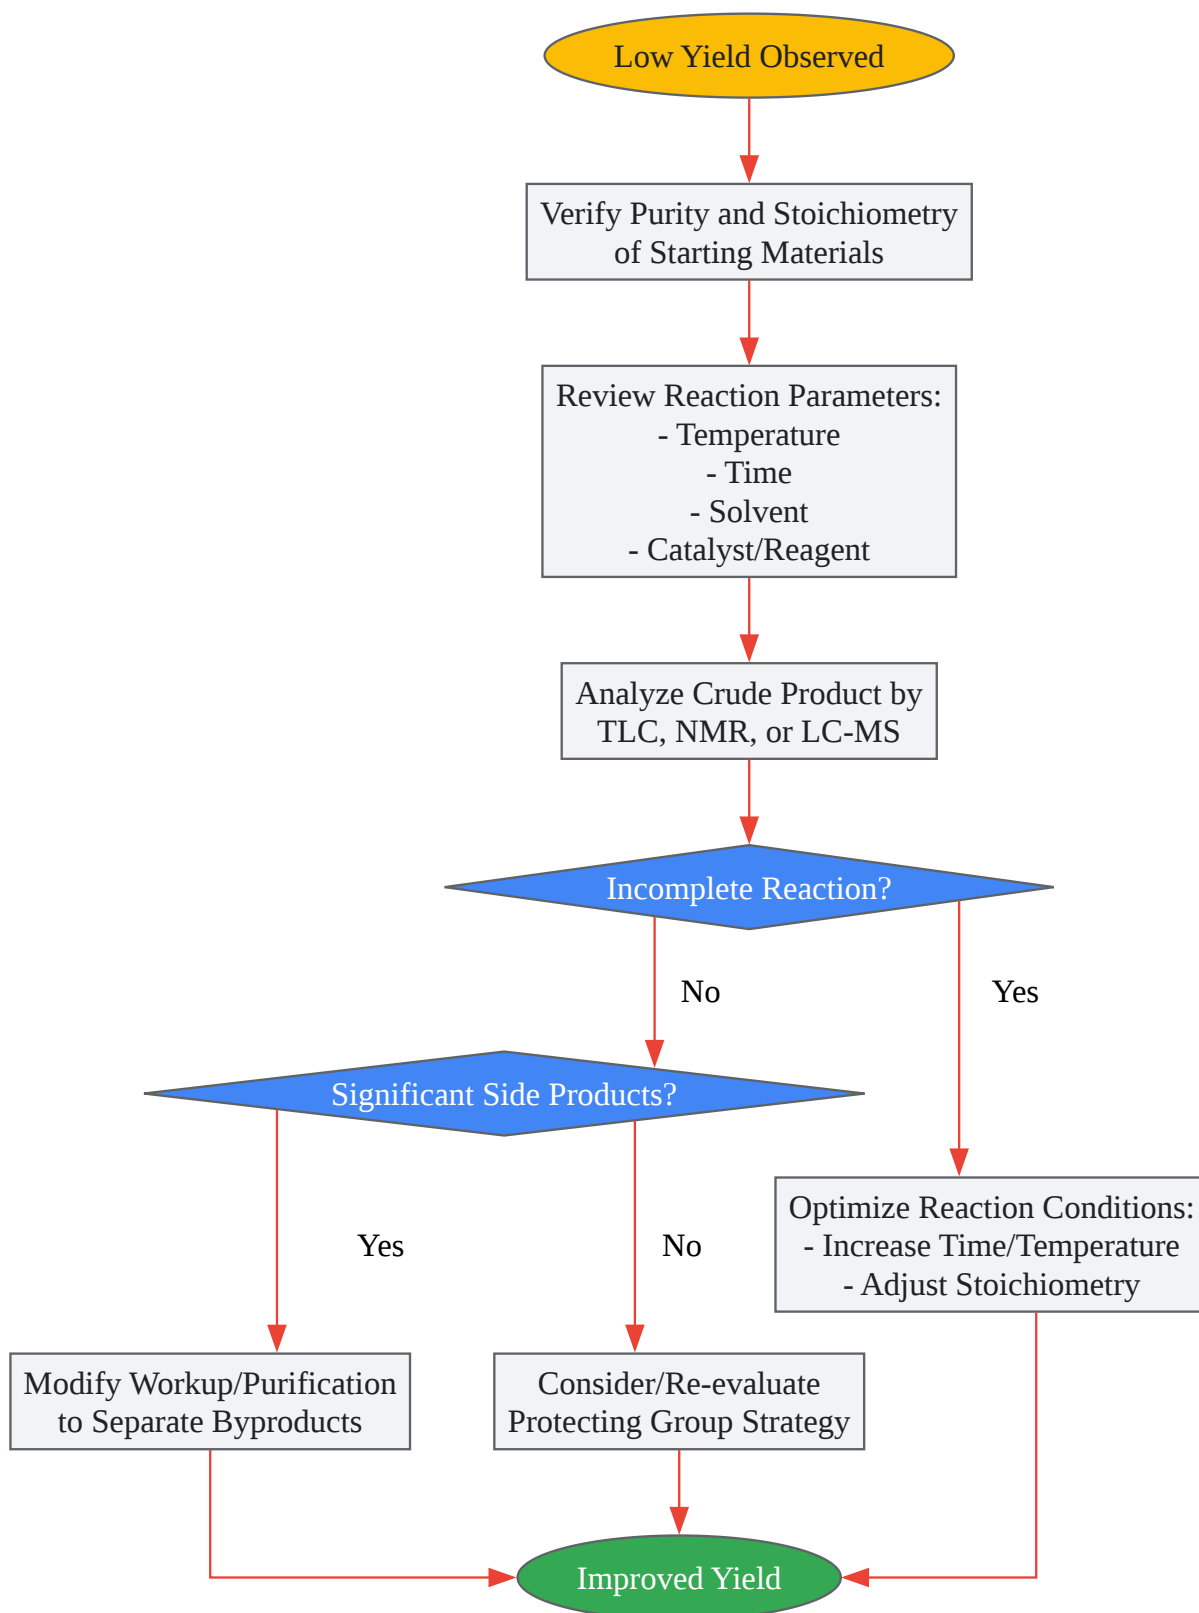 Low Yield Observed
Verify Purity and Stoichiometry
of Starting Materials
Review Reaction Parameters:
- Temperature
- Time
- Solvent
- Catalyst/Reagent
Analyze Crude Product by
TLC, NMR, or LC-MS
Incomplete Reaction?
No
Yes
Significant Side Products?
Optimize Reaction Conditions:
- Increase Time/Temperature
- Adjust Stoichiometry
Yes
No
Modify Workup/Purification
to Separate Byproducts
Consider/Re-evaluate
Protecting Group Strategy
Improved Yield